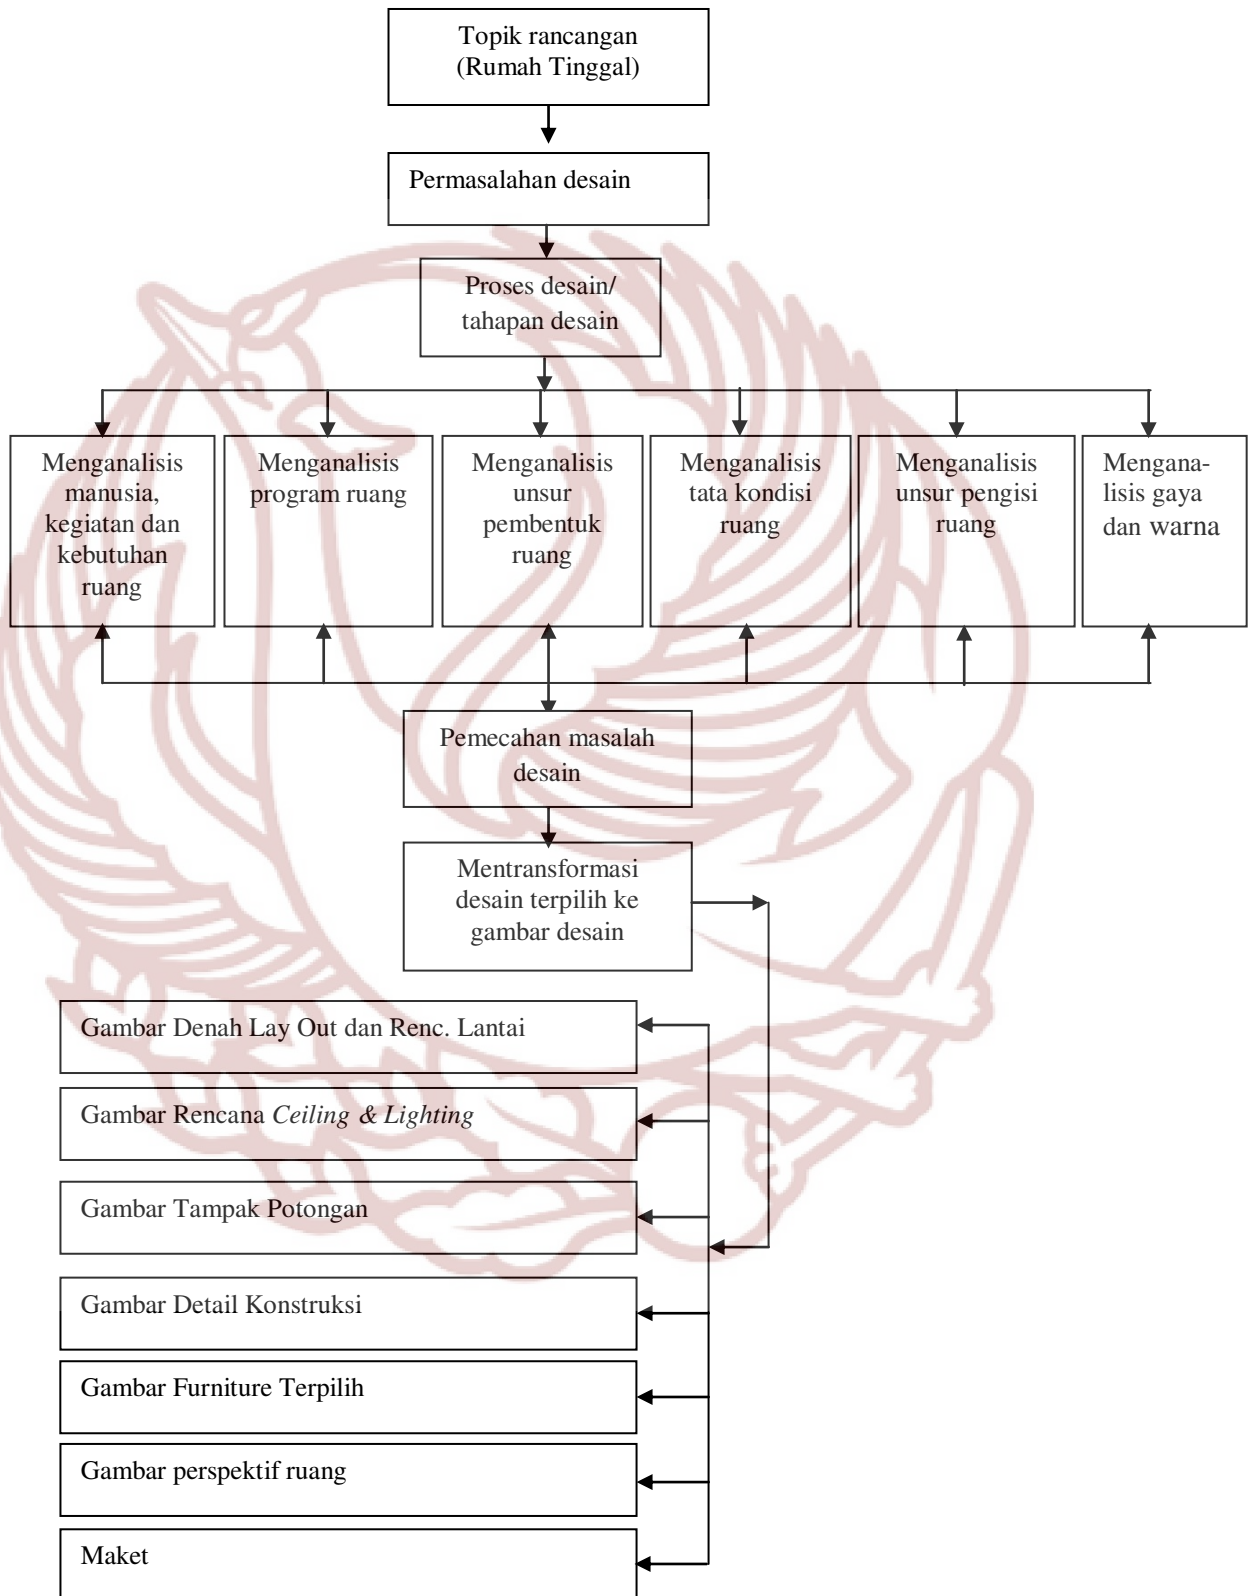 Topik rancangan
(Rumah Tinggal)
Permasalahan desain
Proses desain/
tahapan desain
Menganalisis
manusia,
kegiatan dan
kebutuhan
ruang
Menganalisis
program ruang
Menganalisis
unsur
pembentuk
ruang
Menganalisis
tata kondisi
ruang
Menganalisis
unsur pengisi
ruang
Mengana-
lisis gaya
dan warna
Pemecahan masalah
desain
Mentransformasi
desain terpilih ke
gambar desain
Gambar Denah Lay Out dan Renc. Lantai
Gambar Rencana Ceiling & Lighting
Gambar Tampak Potongan
Gambar Detail Konstruksi
Gambar Furniture Terpilih
Gambar perspektif ruang
Maket